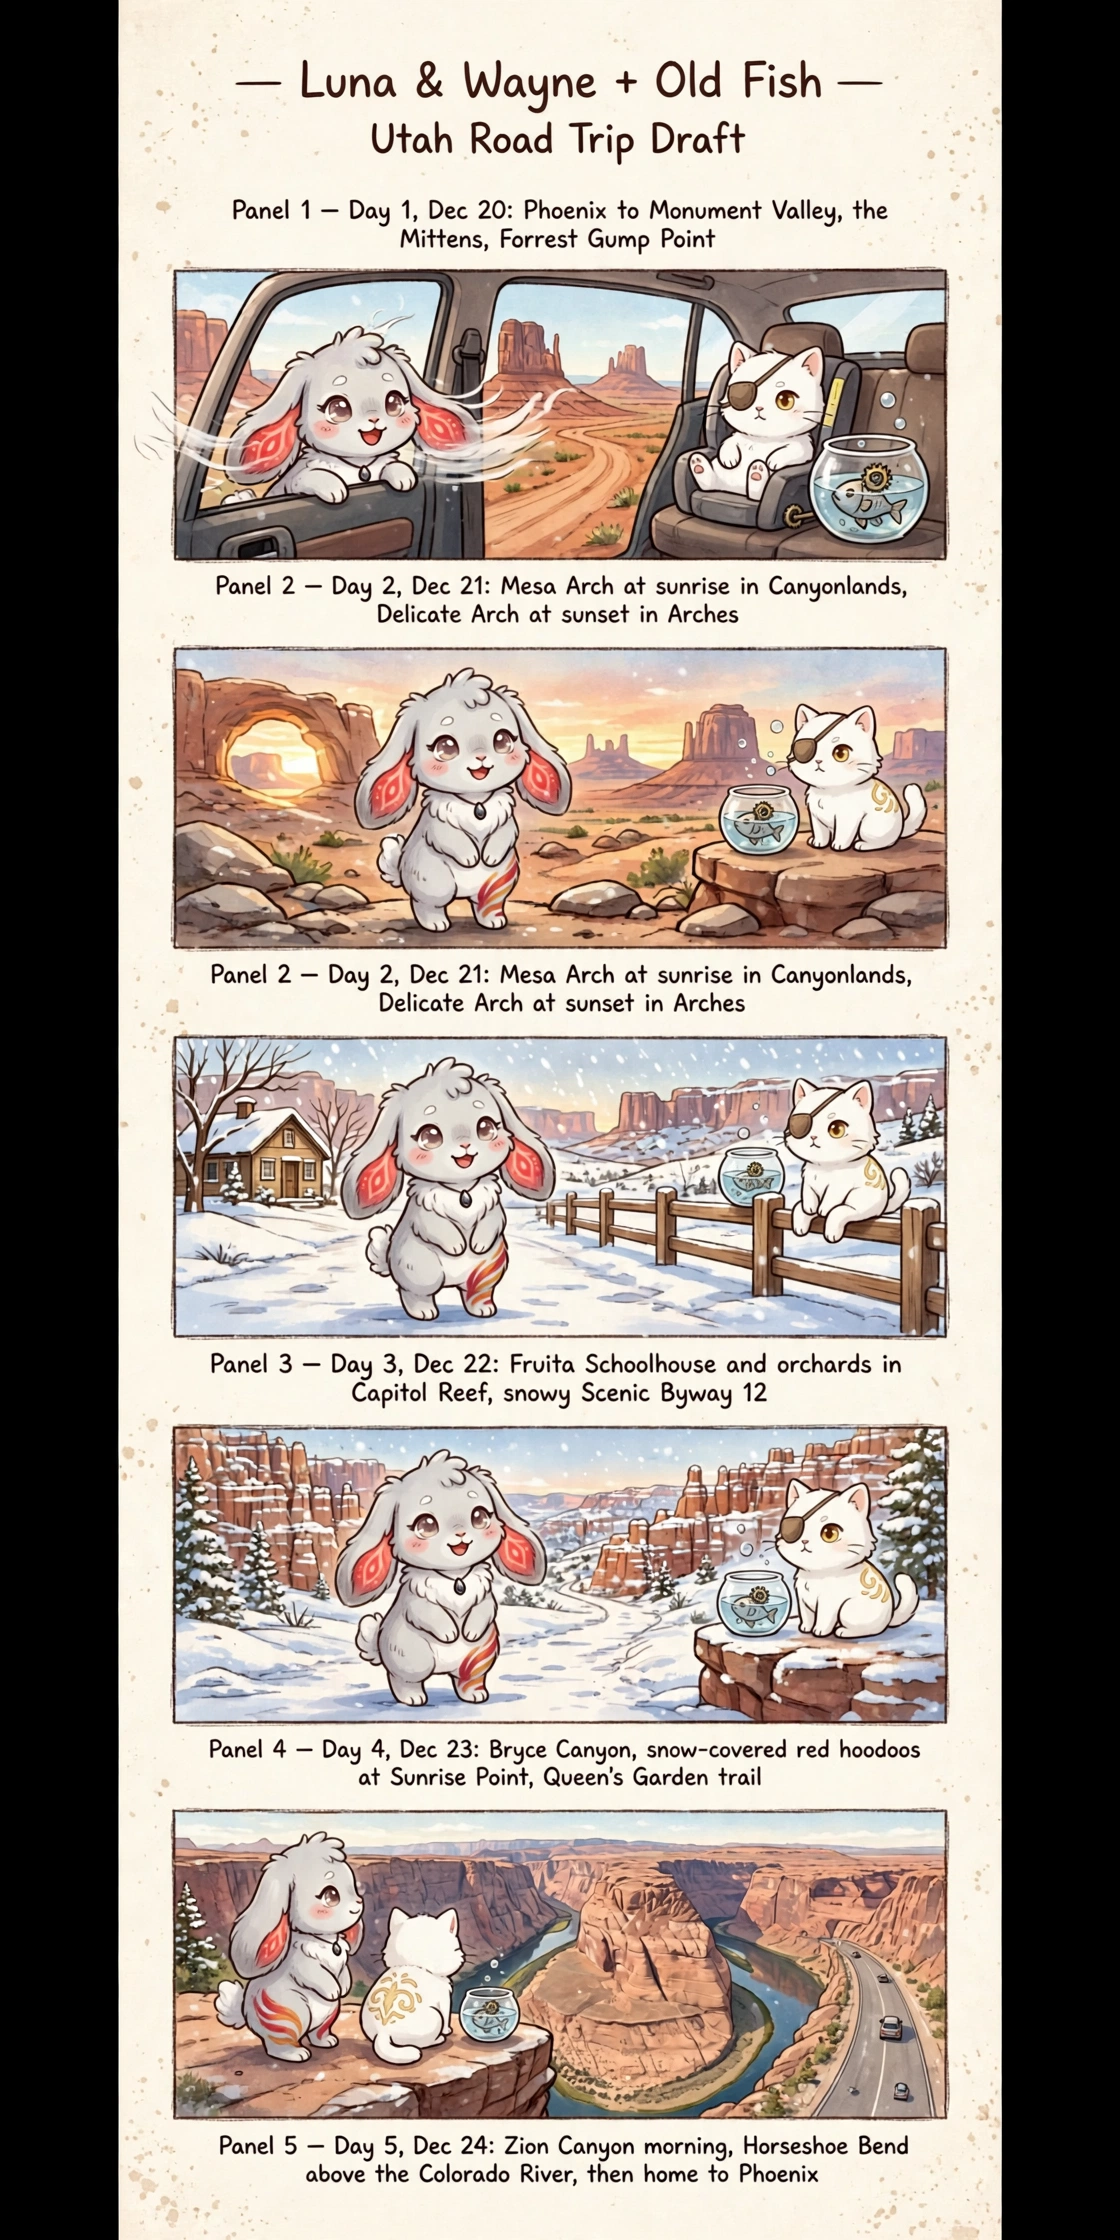 — Luna & Wayne + Old Fish —
Utah Road Trip Draft
Panel 1 — Day 1, Dec 20: Phoenix to Monument Valley, the
Mittens, Forrest Gump Point
Panel 2 — Day 2, Dec 21: Mesa Arch at sunrise in Canyonlands,
Delicate Arch at sunset in Arches
Panel 2 — Day 2, Dec 21: Mesa Arch at sunrise in Canyonlands,
Delicate Arch at sunset in Arches
Panel 3 — Day 3, Dec 22: Fruita Schoolhouse and orchards in
Capitol Reef, snowy Scenic Byway 12
Panel 4 — Day 4, Dec 23: Bryce Canyon, snow-covered red hoodoos
at Sunrise Point, Queen's Garden trail
Panel 5 — Day 5, Dec 24: Zion Canyon morning, Horseshoe Bend
above the Colorado River, then home to Phoenix